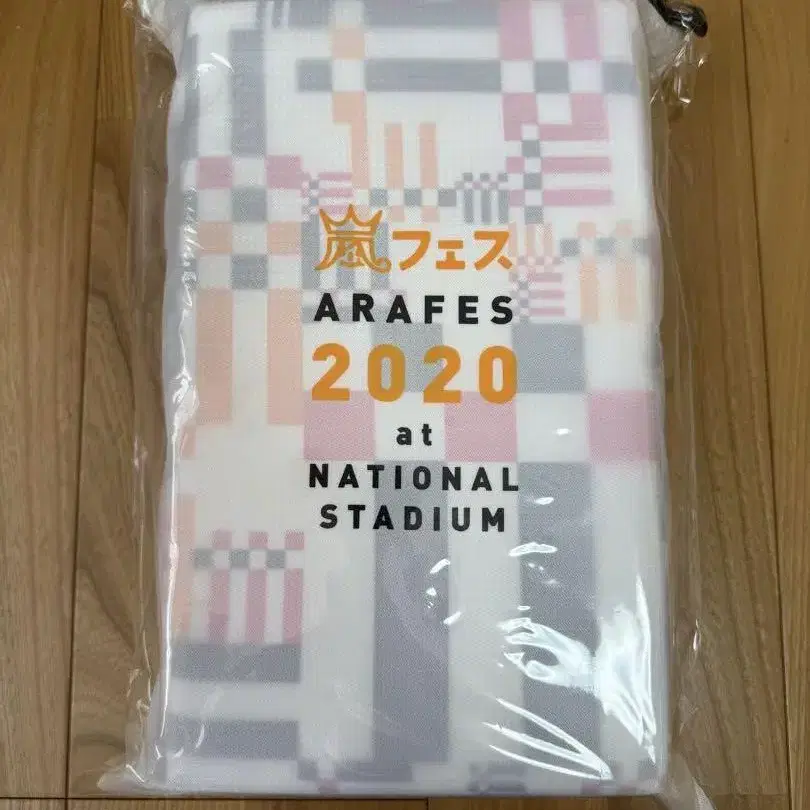 嵐フェス
ARAFES
2020
at
NATIONAL
STADIUM